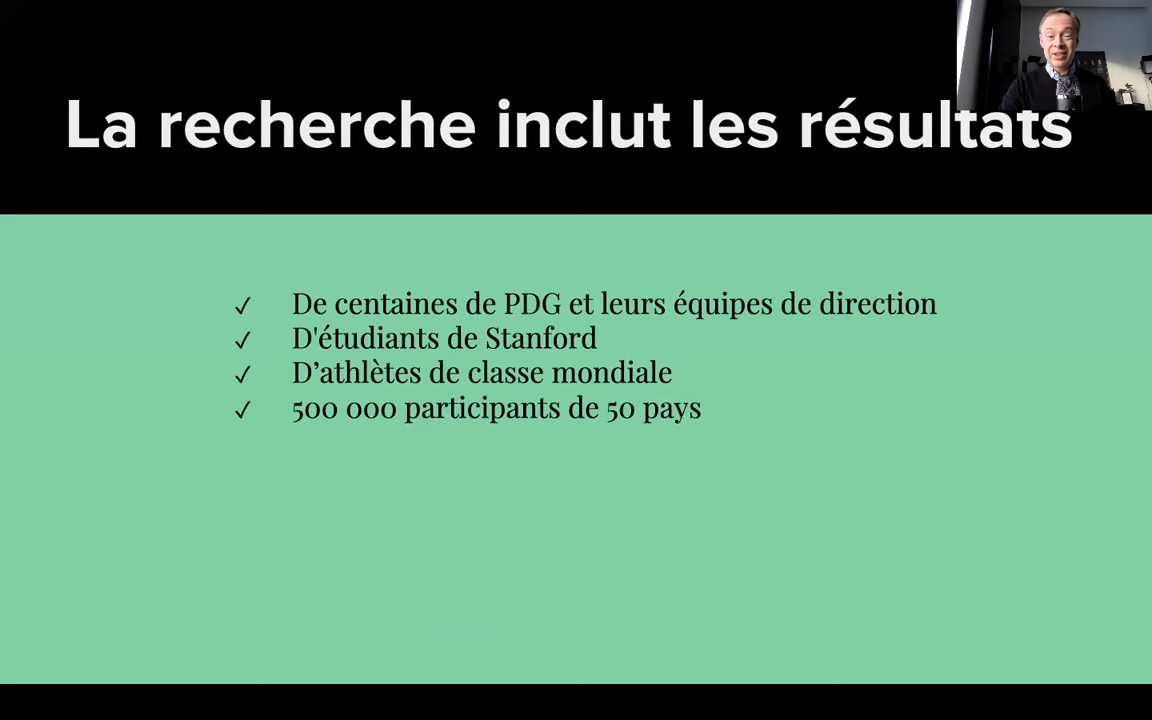 La recherche inclut les résultats
✓ De centaines de PDG et leurs équipes de direction
✓ D'étudiants de Stanford
✓ D’athlètes de classe mondiale
✓ 500 000 participants de 50 pays